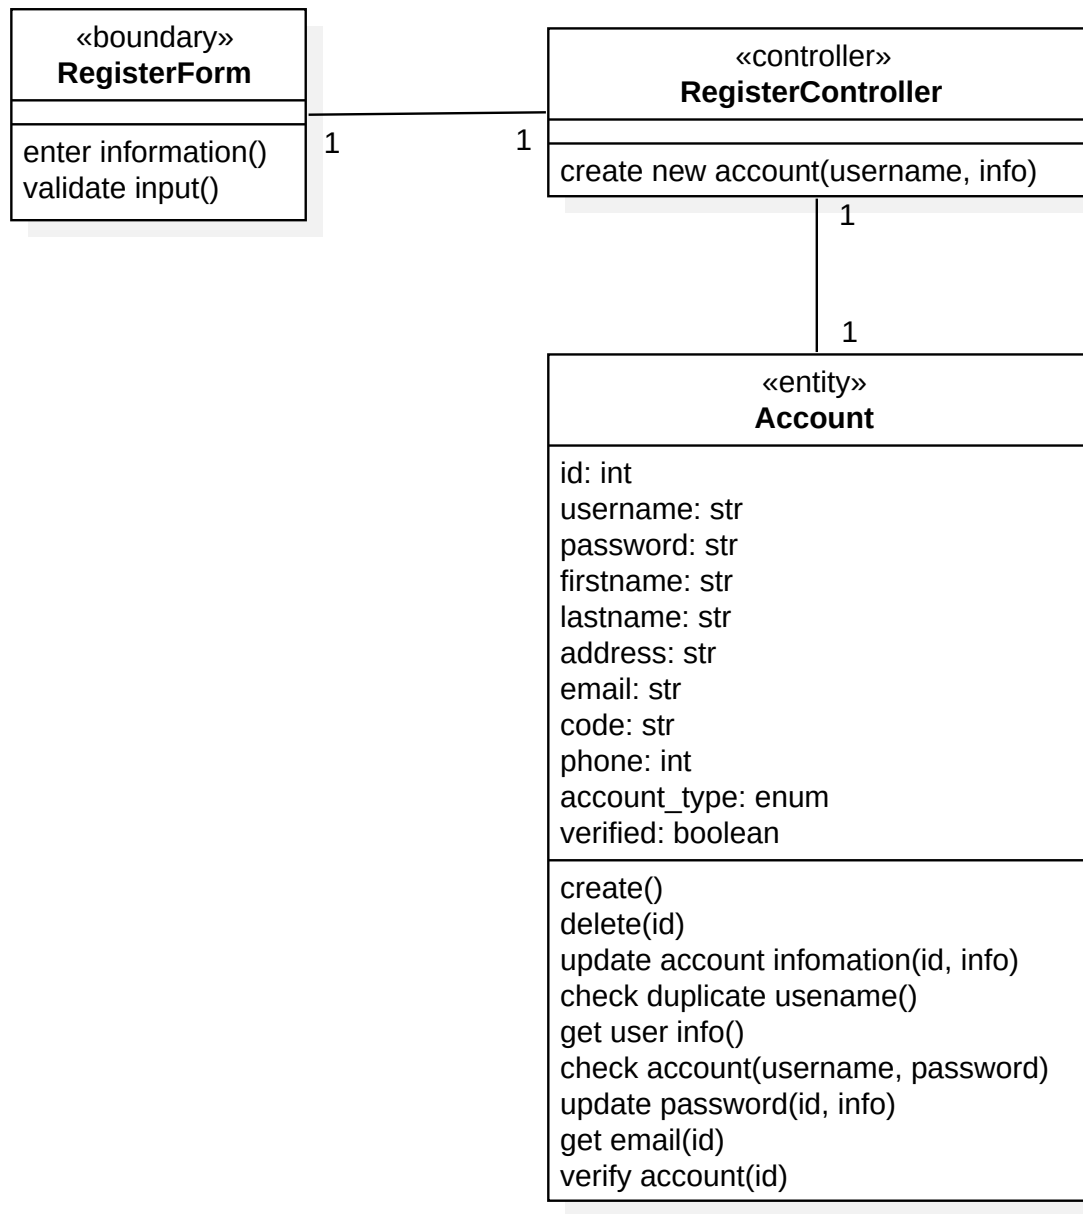 «boundary»
RegisterForm
enter information()
validate input()
1
1
«controller»
RegisterController
create new account(username, info)
1
1
«entity»
Account
id: int
username: str
password: str
firstname: str
lastname: str
address: str
email: str
code: str
phone: int
account_type: enum
verified: boolean
create()
delete(id)
update account infomation(id, info)
check duplicate usename()
get user info()
check account(username, password)
update password(id, info)
get email(id)
verify account(id)